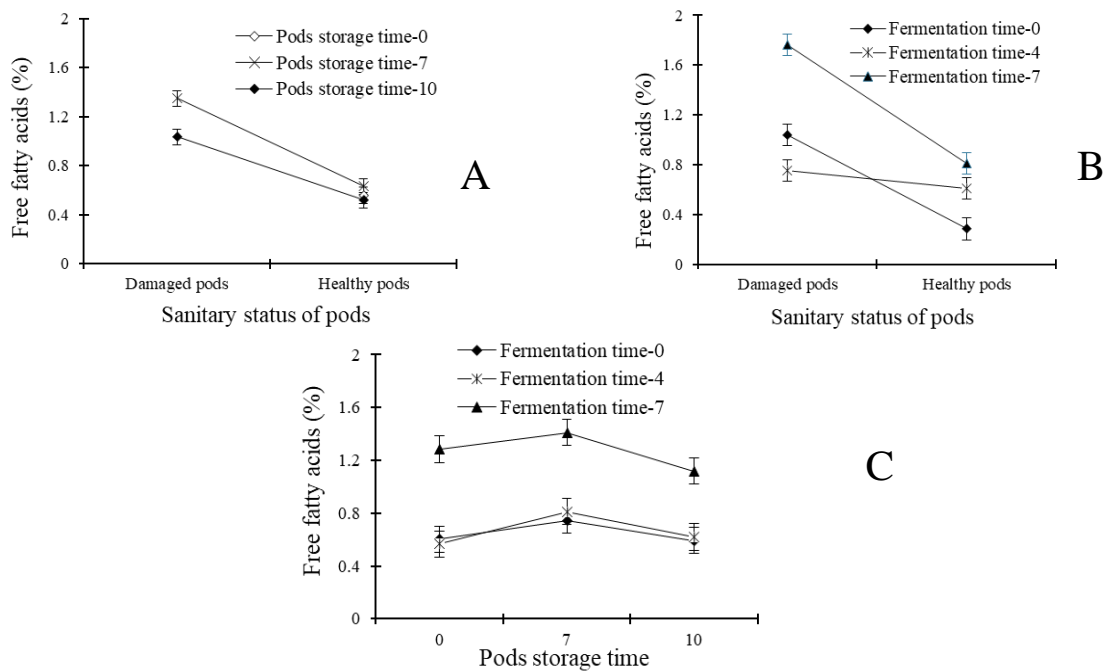 2
1.6
1.2
0.8
0.4
0
Free fatty acids (%)
Pods storage time-0
Pods storage time-7
Pods storage time-10
Damaged pods Healthy pods
Sanitary status of pods
A
2
1.6
1.2
0.8
0.4
0
Free fatty acids (%)
Fermentation time-0
Fermentation time-4
Fermentation time-7
Damaged pods Healthy pods
Sanitary status of pods
B
2
1.6
1.2
0.8
0.4
0
Free fatty acids (%)
Fermentation time-0
Fermentation time-4
Fermentation time-7
0 7 10
Pods storage time
C